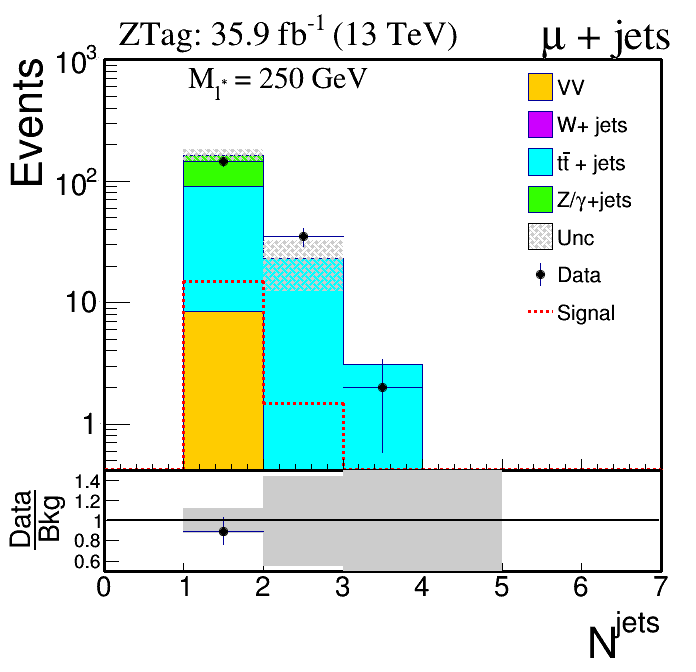 ZTag: 35.9 fb⁻¹ (13 TeV)
μ + jets
M_l* = 250 GeV
Events
10³
10²
10
1
VV
W+ jets
tt̄ + jets
Z/γ+jets
Unc
Data
Signal
Data
Bkg
1.4
1.2
1
0.8
0.6
0 1 2 3 4 5 6 7
N^jets